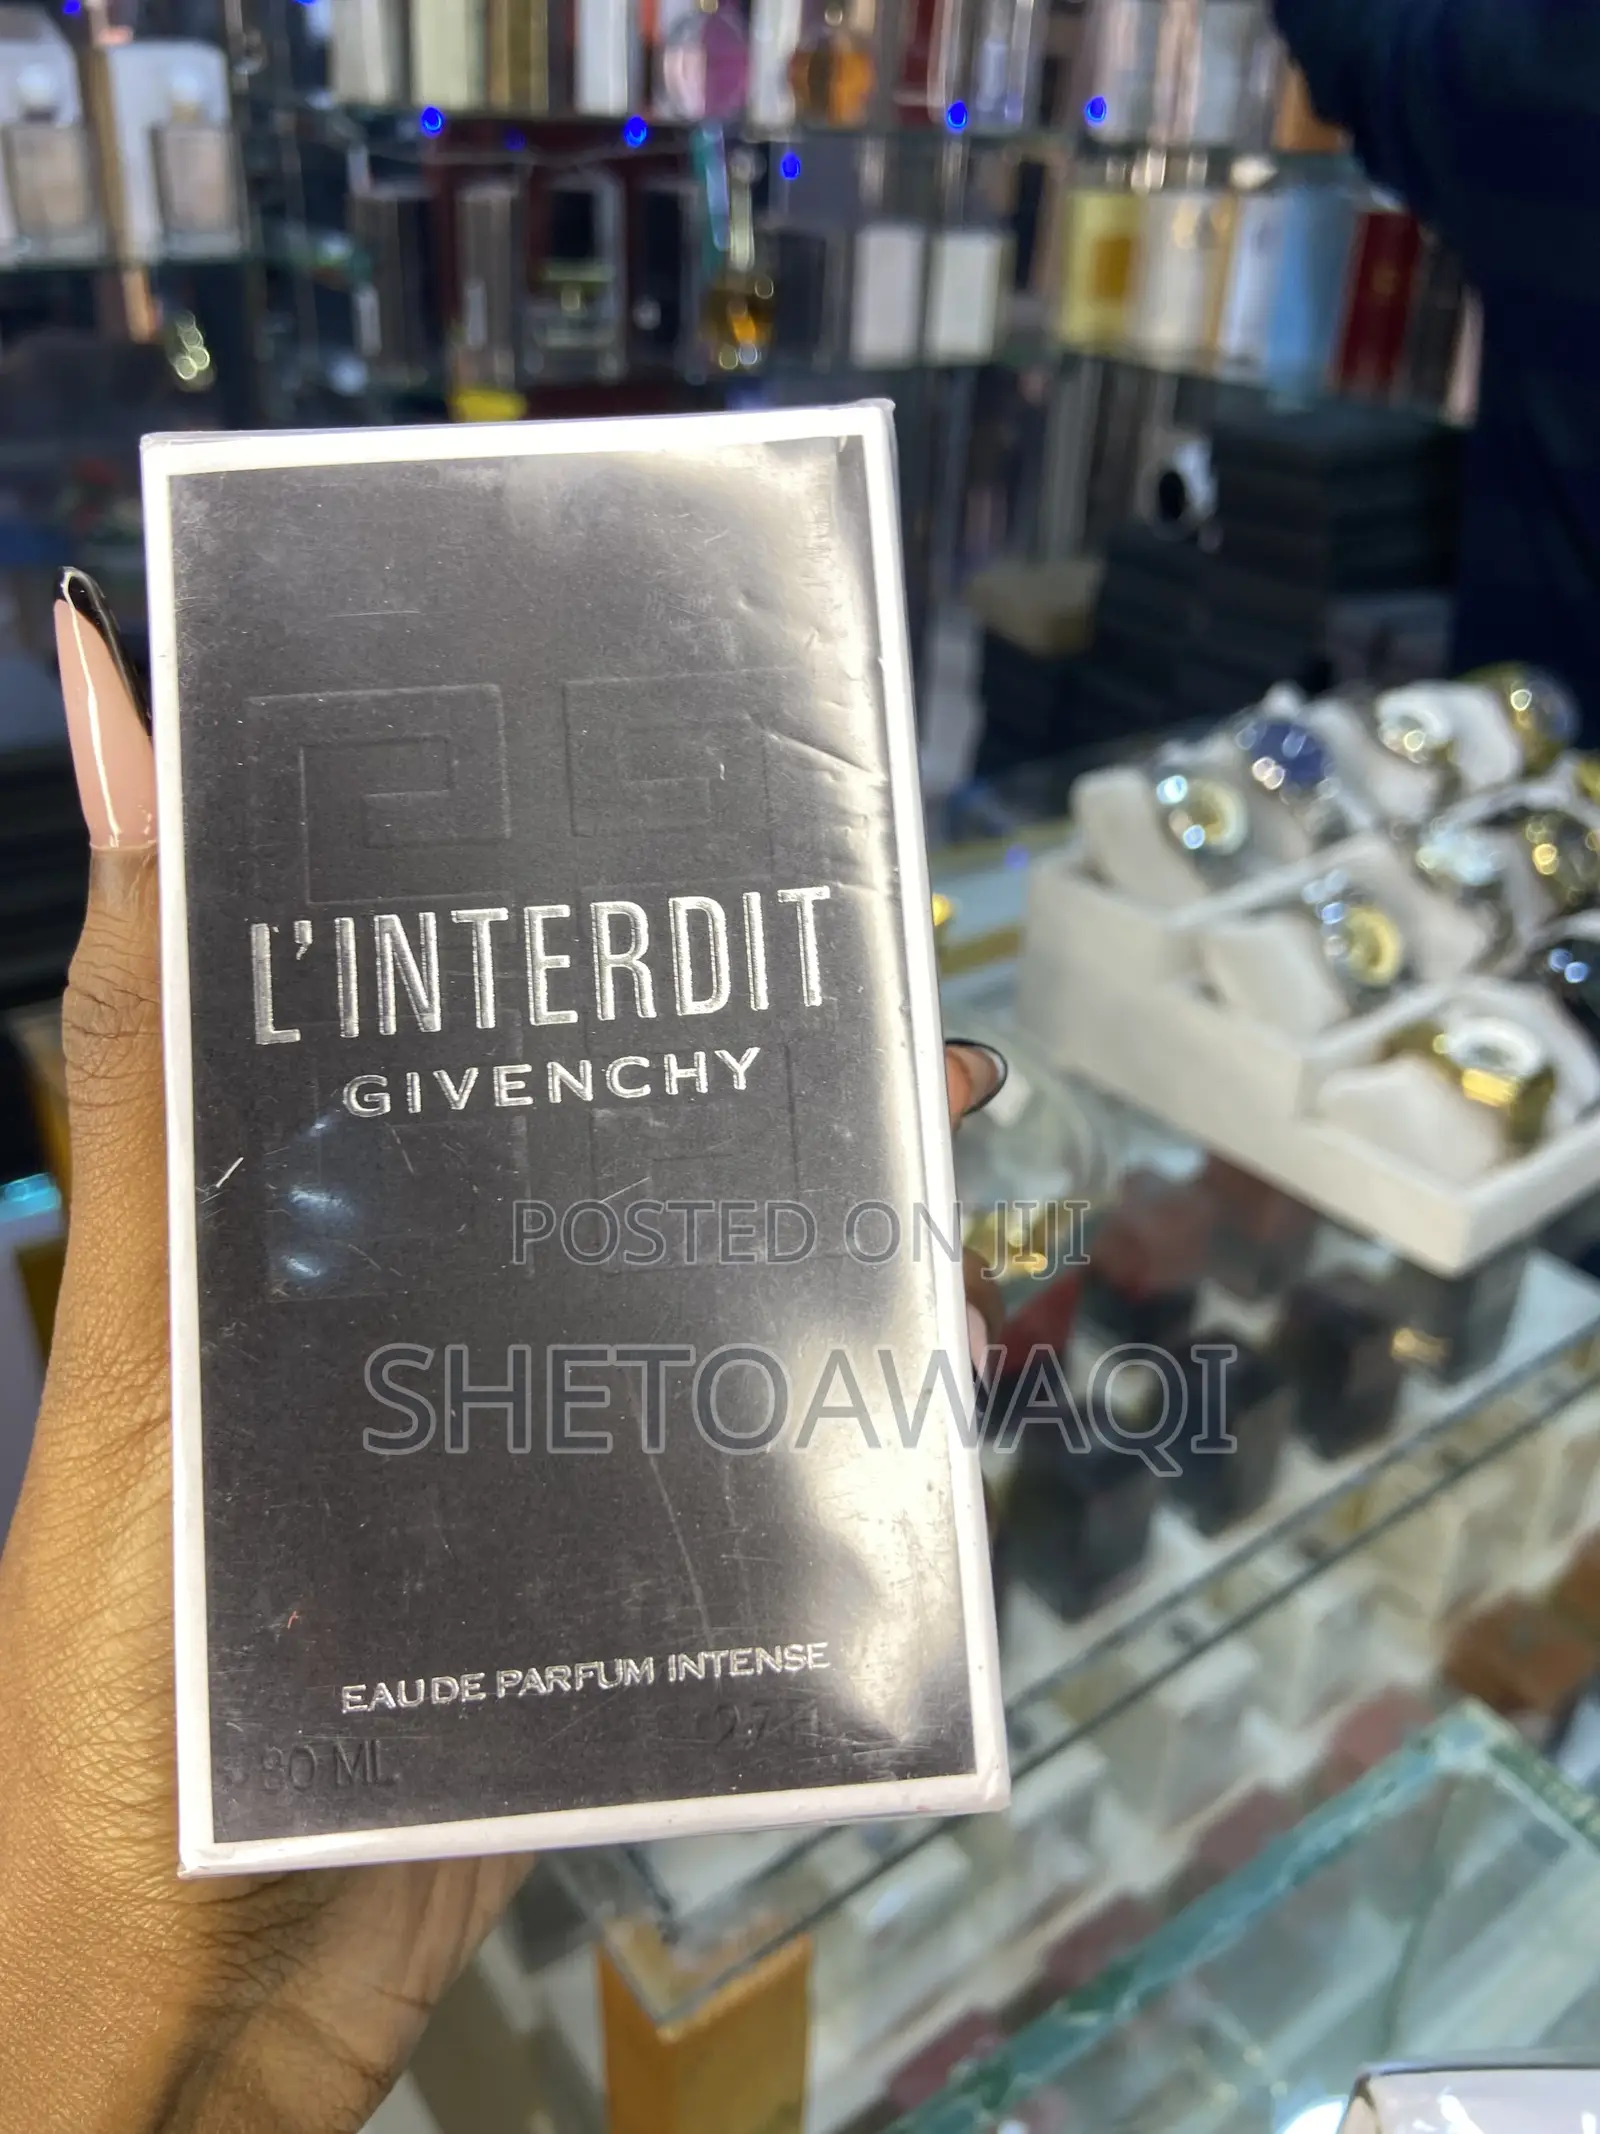 L'INTERDIT
GIVENCHY
POSTED ON JIJI
SHETOAWAQI
EAU DE PARFUM INTENSE
80 ML